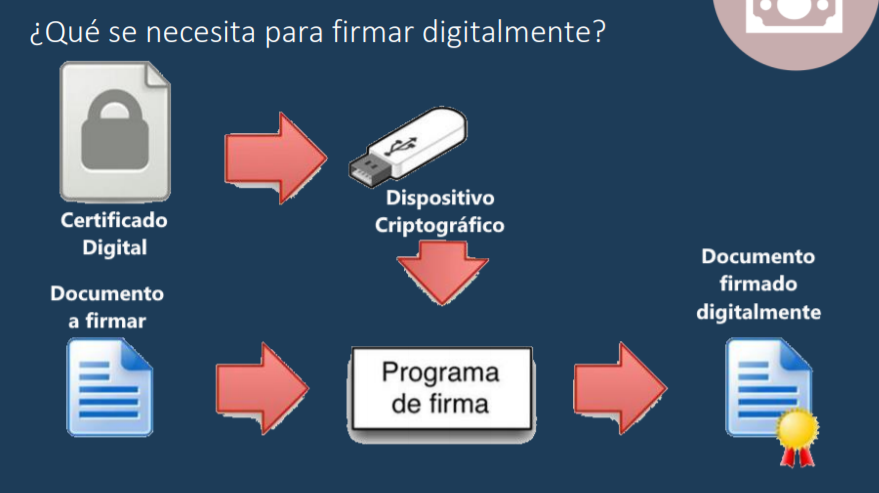 ¿Qué se necesita para firmar digitalmente?
Certificado
Digital
Dispositivo
Criptográfico
Documento
a firmar
Programa
de firma
Documento
firmado
digitalmente